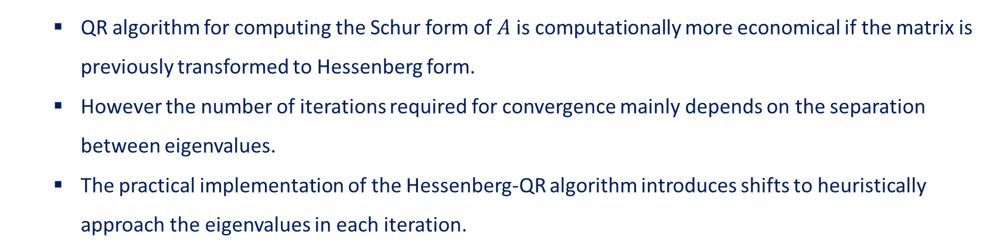 ▪ QR algorithm for computing the Schur form of A is computationally more economical if the matrix is
previously transformed to Hessenberg form.
▪ However the number of iterations required for convergence mainly depends on the separation
between eigenvalues.
▪ The practical implementation of the Hessenberg-QR algorithm introduces shifts to heuristically
approach the eigenvalues in each iteration.